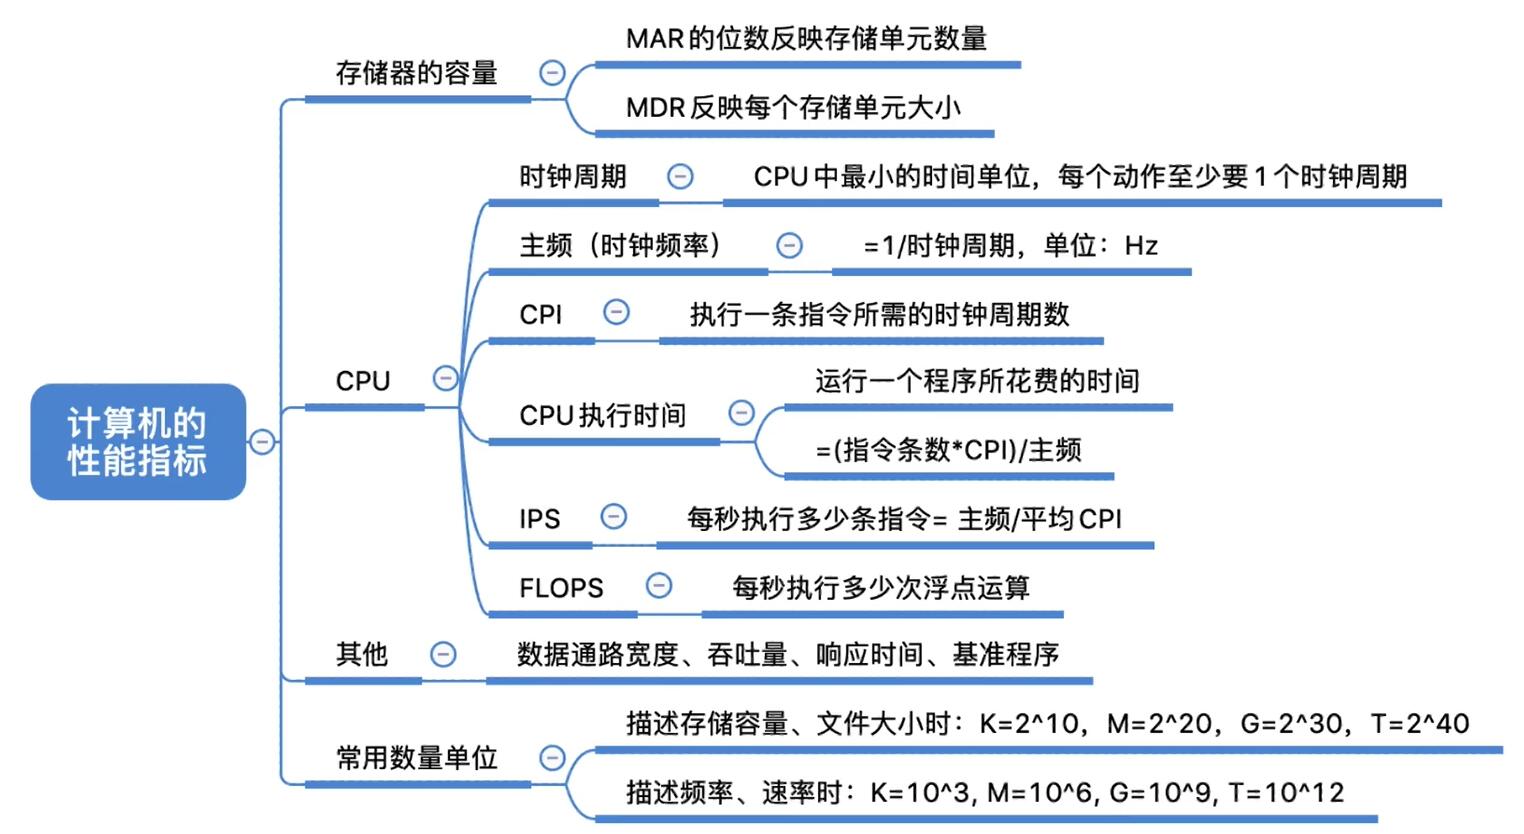 计算机的
性能指标
存储器的容量
MAR的位数反映存储单元数量
MDR反映每个存储单元大小
CPU
时钟周期
CPU中最小的时间单位，每个动作至少要1个时钟周期
主频（时钟频率）
=1/时钟周期，单位：Hz
CPI
执行一条指令所需的时钟周期数
CPU执行时间
运行一个程序所花费的时间
=(指令条数*CPI)/主频
IPS
每秒执行多少条指令= 主频/平均CPI
FLOPS
每秒执行多少次浮点运算
其他
数据通路宽度、吞吐量、响应时间、基准程序
常用数量单位
描述存储容量、文件大小时：K=2^10，M=2^20，G=2^30，T=2^40
描述频率、速率时：K=10^3, M=10^6, G=10^9, T=10^12